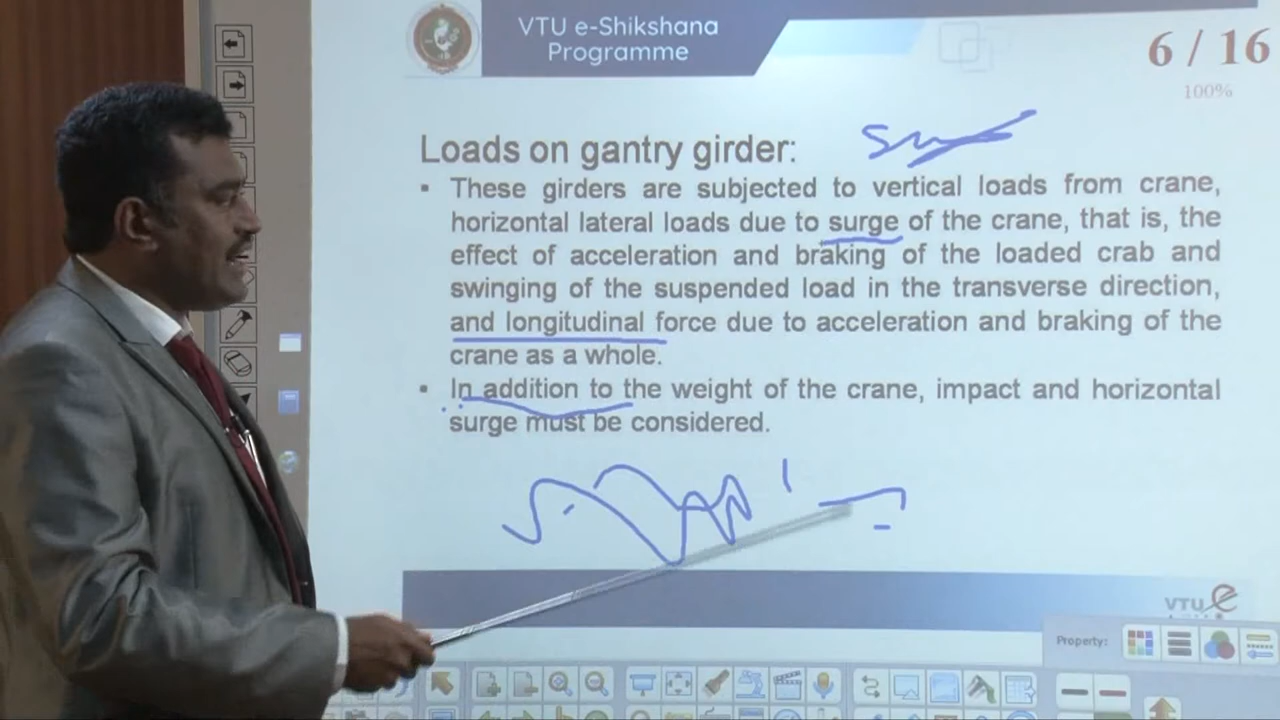 VTU e-Shikshana
Programme
6 / 16
100%
Loads on gantry girder:
▪ These girders are subjected to vertical loads from crane,
horizontal lateral loads due to surge of the crane, that is, the
effect of acceleration and braking of the loaded crab and
swinging of the suspended load in the transverse direction,
and longitudinal force due to acceleration and braking of the
crane as a whole.
▪ In addition to the weight of the crane, impact and horizontal
surge must be considered.
VTU e
Property: